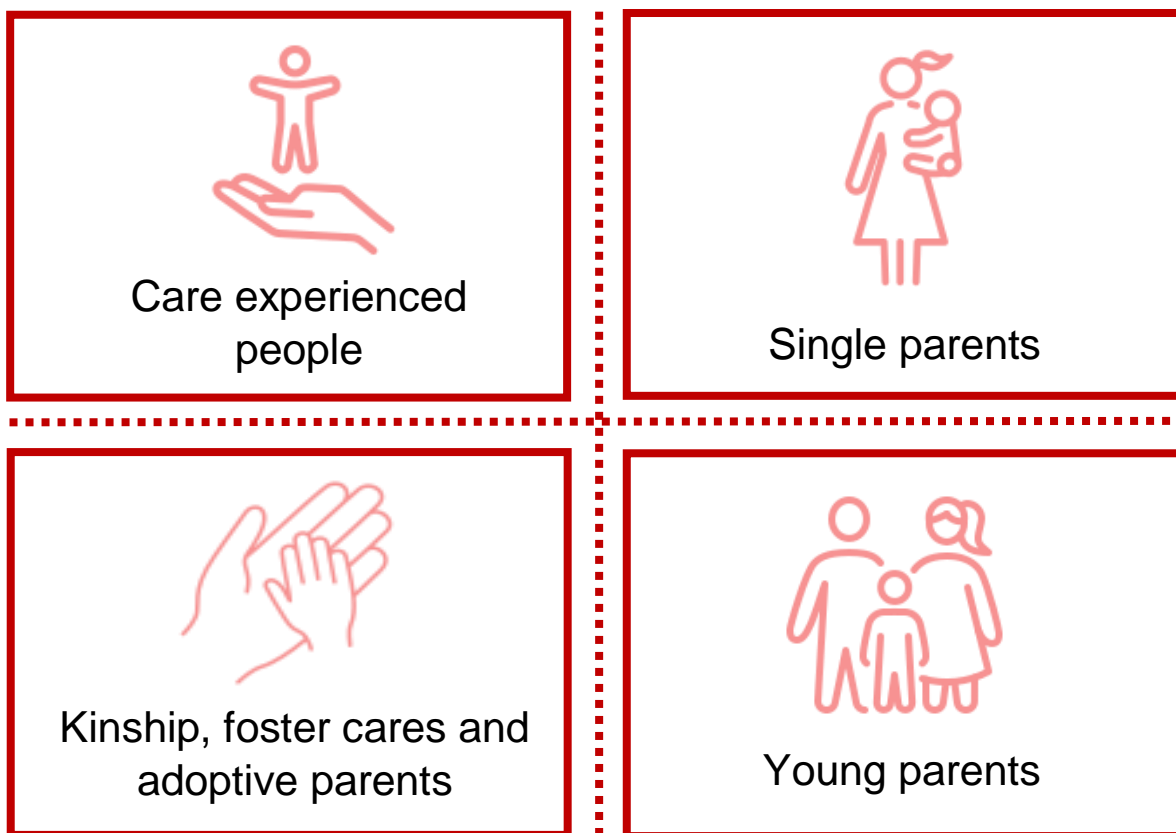 Care experienced
people
Single parents
Kinship, foster cares and
adoptive parents
Young parents